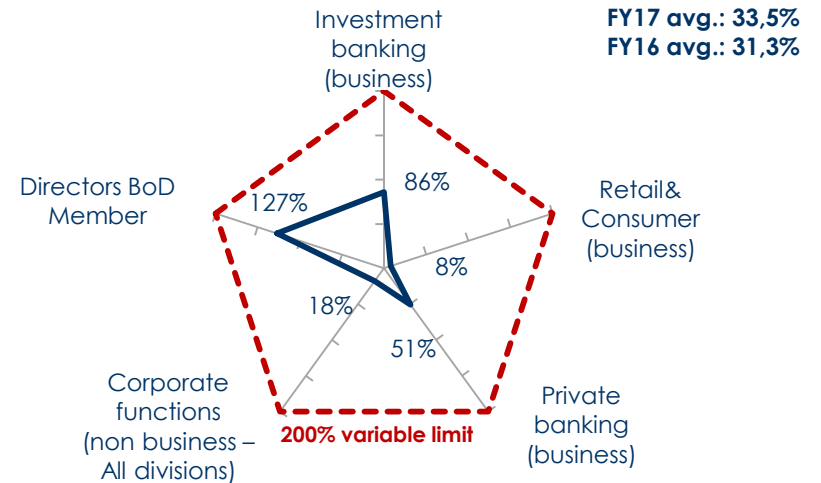 Investment
banking
(business)
FY17 avg.: 33,5%
FY16 avg.: 31,3%
Directors BoD
Member
127%
86%
Retail&
Consumer
(business)
8%
18%
51%
Corporate
functions
(non business –
All divisions)
200% variable limit
Private
banking
(business)